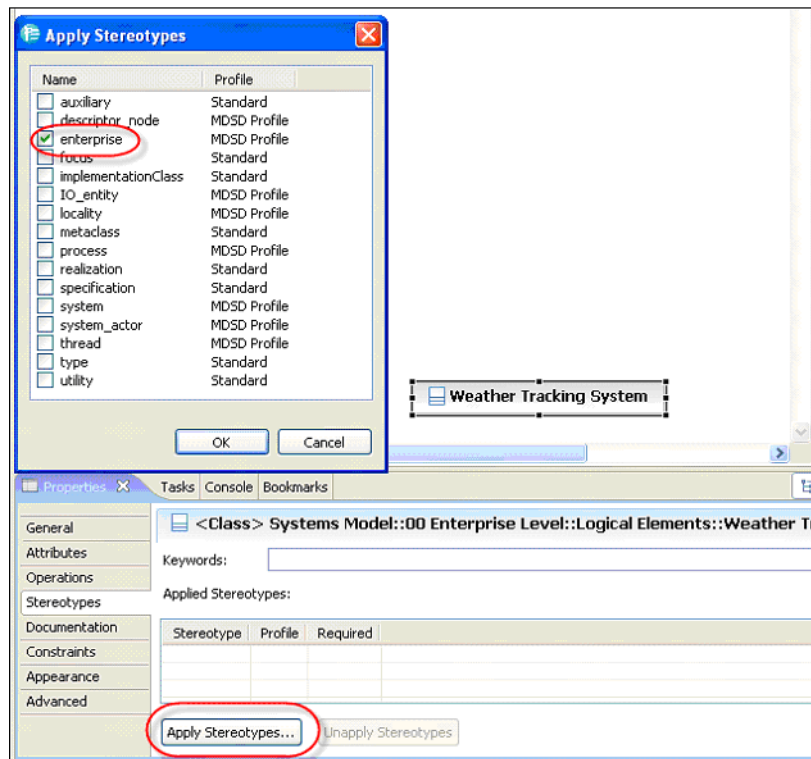 Apply Stereotypes
Name Profile
auxiliary Standard
descriptor_node MDSD Profile
enterprise MDSD Profile
focus Standard
implementationClass Standard
IO_entity MDSD Profile
locality MDSD Profile
metaclass Standard
process MDSD Profile
realization Standard
specification Standard
system MDSD Profile
system_actor MDSD Profile
thread MDSD Profile
type Standard
utility Standard
OK Cancel
Weather Tracking System
Properties Tasks Console Bookmarks
<Class> Systems Model::00 Enterprise Level::Logical Elements::Weather T
General
Attributes
Operations
Stereotypes
Documentation
Constraints
Appearance
Advanced
Keywords:
Applied Stereotypes:
Stereotype Profile Required
Apply Stereotypes... Unapply Stereotypes